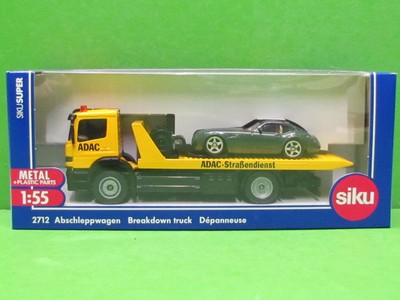 SIKU SUPER
ADAC
ADAC-Straßendienst
METAL
+PLASTIC PARTS
1:55
siku
2712 Abschleppwagen Breakdown truck Dépanneuse